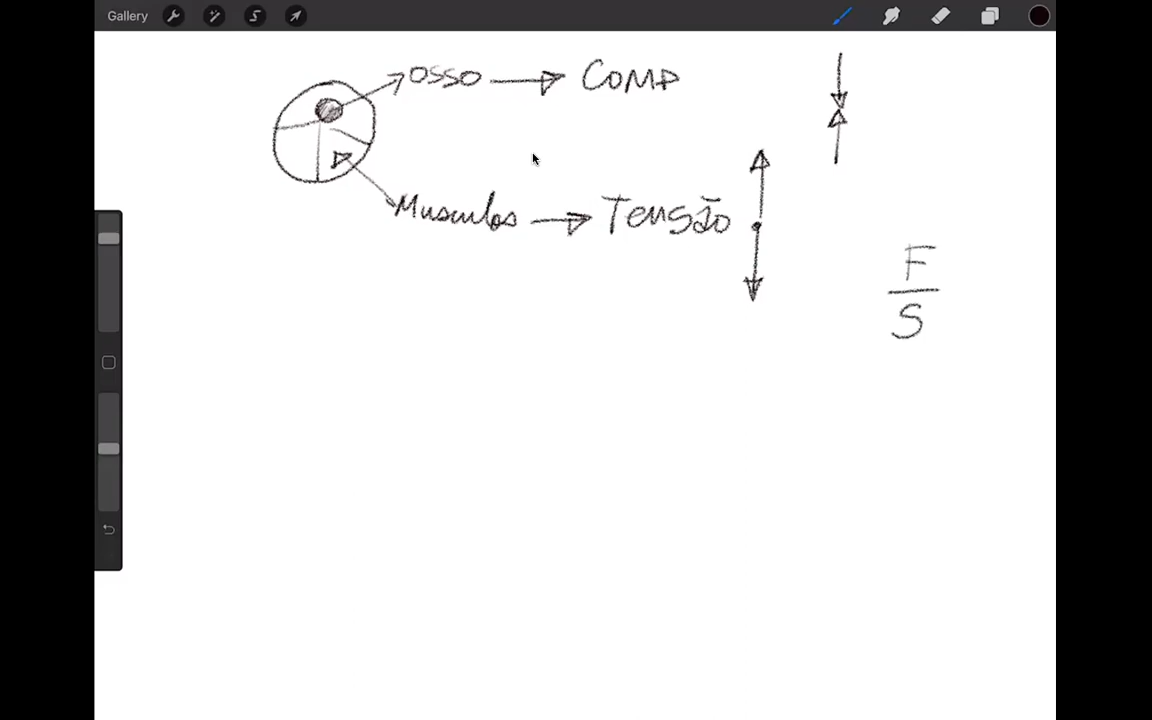 Gallery
OSSO → COMP
Musculos → TENSÃO
F
S